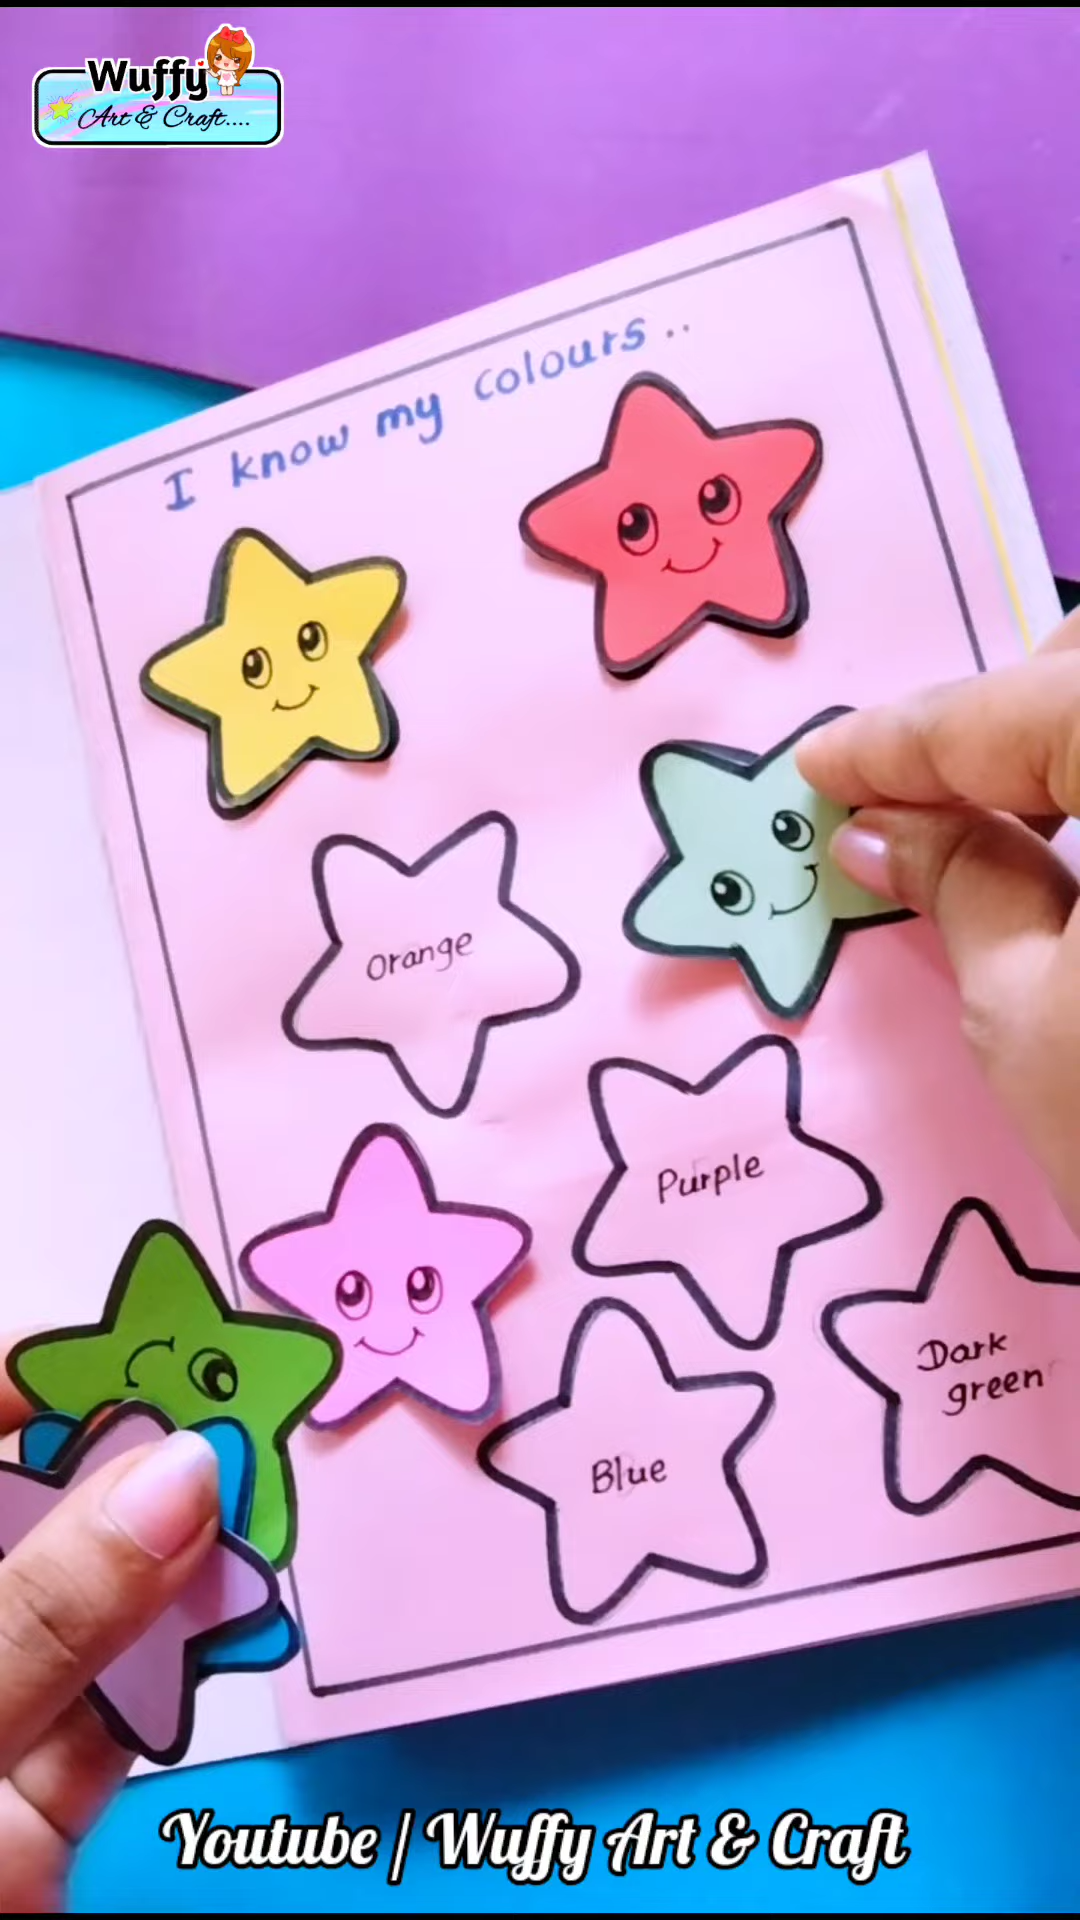 Wuffy
Art & Craft....
I know my colours..
Orange
Purple
Dark
green
Blue
Youtube / Wuffy Art & Craft